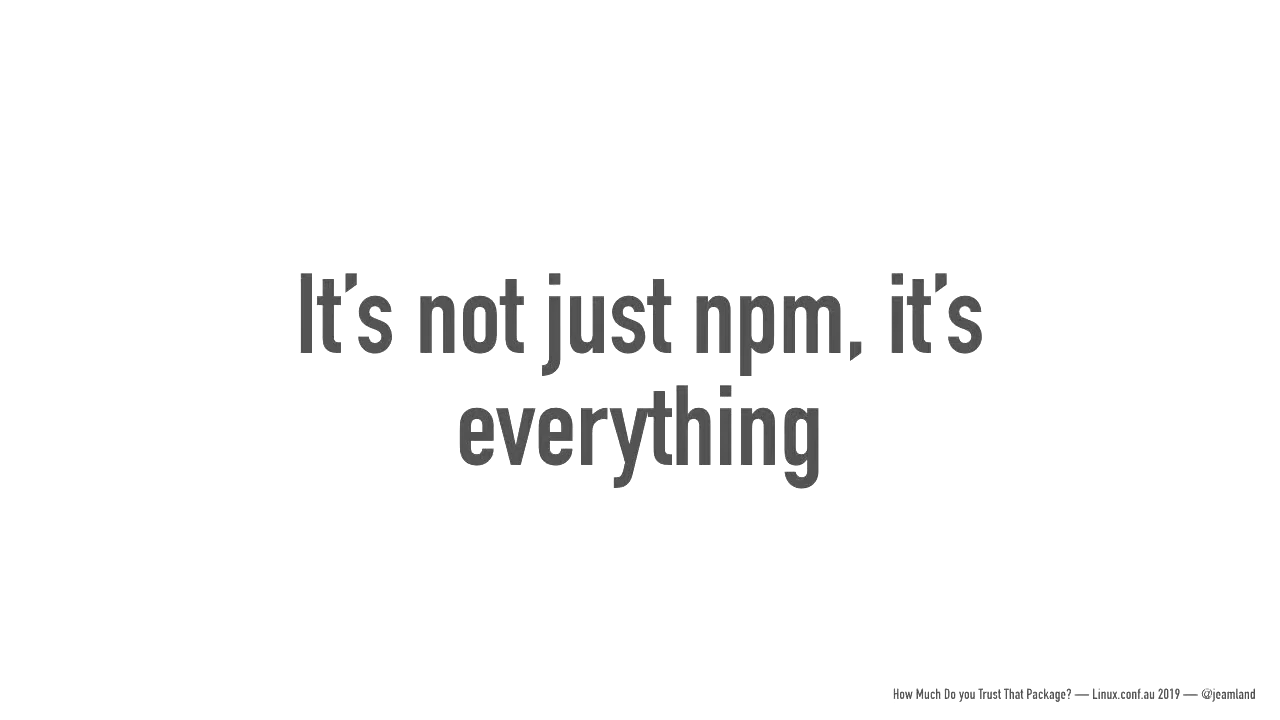 It’s not just npm, it’s
everything
How Much Do you Trust That Package? — Linux.conf.au 2019 — @jeamland